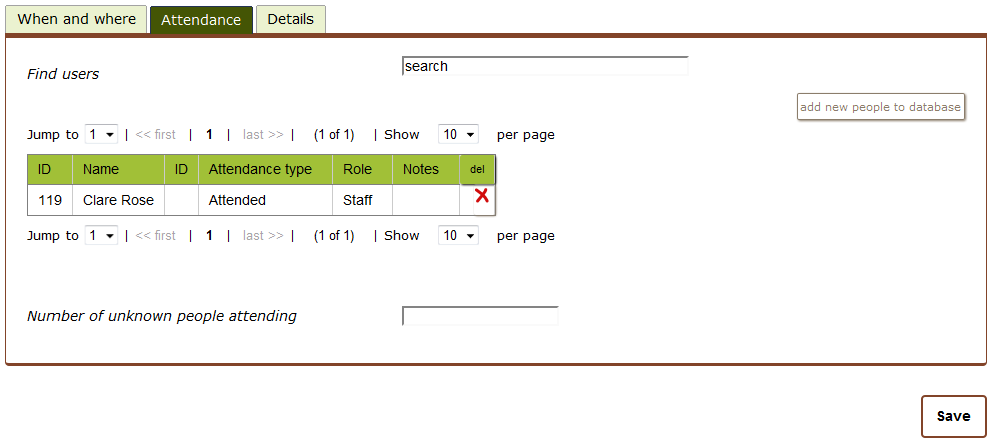 When and where Attendance Details
Find users search
add new people to database
Jump to 1 | << first | 1 | last >> | (1 of 1) | Show 10 per page
ID Name ID Attendance type Role Notes del
119 Clare Rose Attended Staff
Jump to 1 | << first | 1 | last >> | (1 of 1) | Show 10 per page
Number of unknown people attending
Save